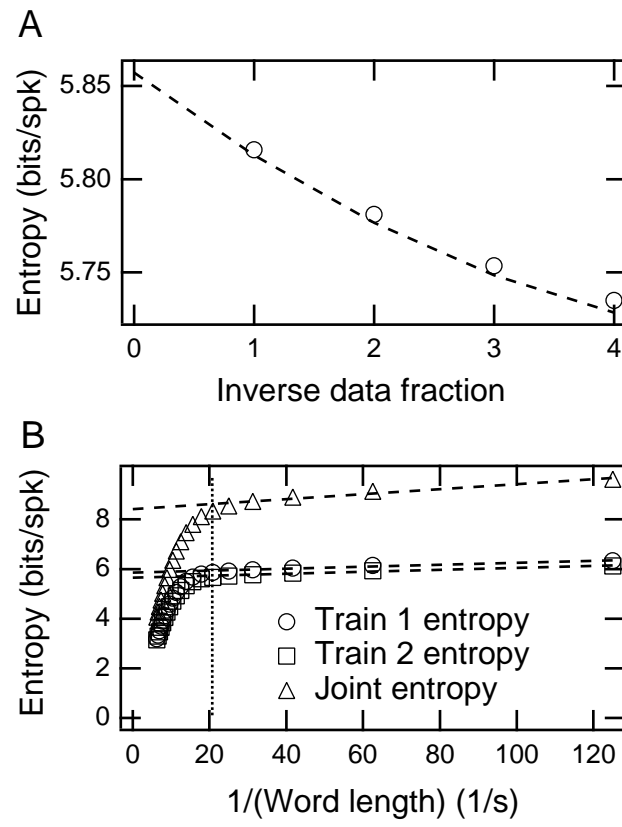 A
Entropy (bits/spk)
5.85
5.80
5.75
0 1 2 3 4
Inverse data fraction
B
Entropy (bits/spk)
8
6
4
2
0
Train 1 entropy
Train 2 entropy
Joint entropy
0 20 40 60 80 100 120
1/(Word length) (1/s)